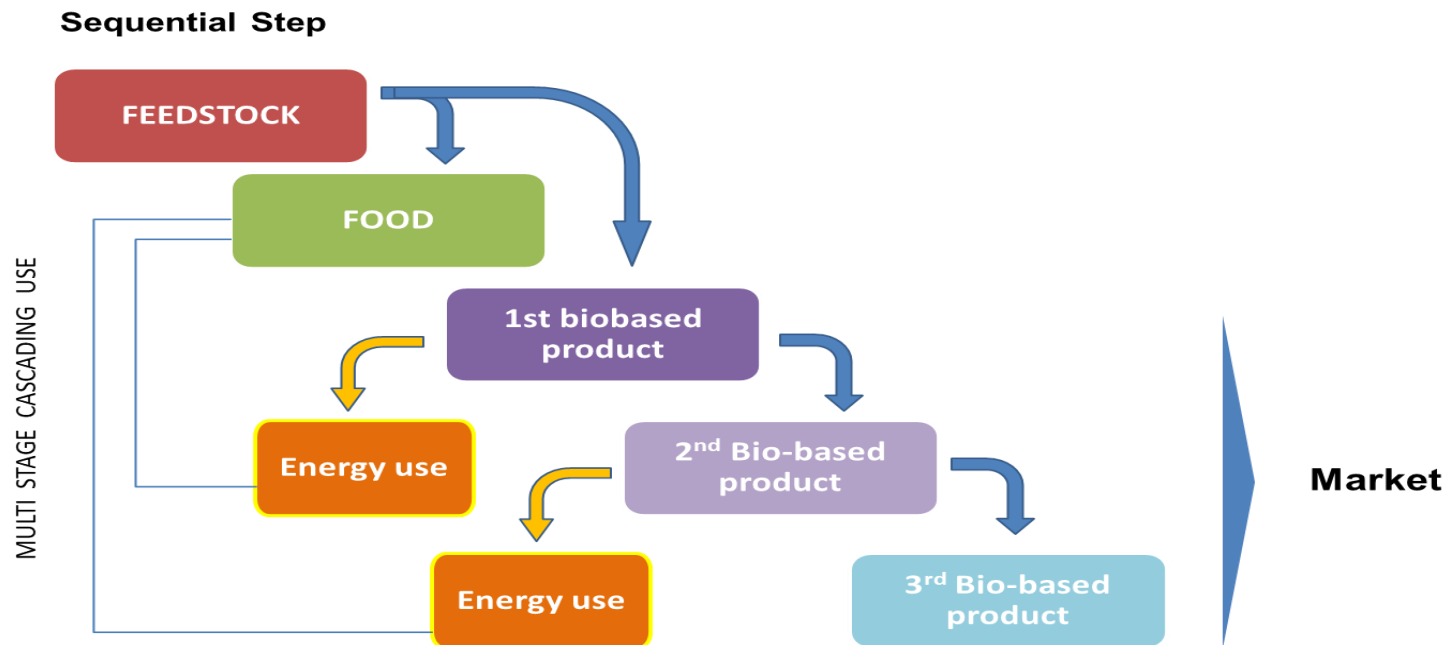 Sequential Step
FEEDSTOCK
FOOD
MULTI STAGE CASCADING USE
1st biobased
product
Energy use
2nd Bio-based
product
Market
Energy use
3rd Bio-based
product